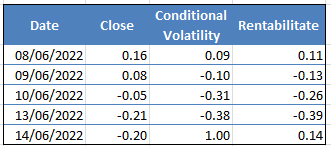 Date Close Conditional Volatility Rentabilitate
08/06/2022 0.16 0.09 0.11
09/06/2022 0.08 -0.10 -0.13
10/06/2022 -0.05 -0.31 -0.26
13/06/2022 -0.21 -0.38 -0.39
14/06/2022 -0.20 1.00 0.14